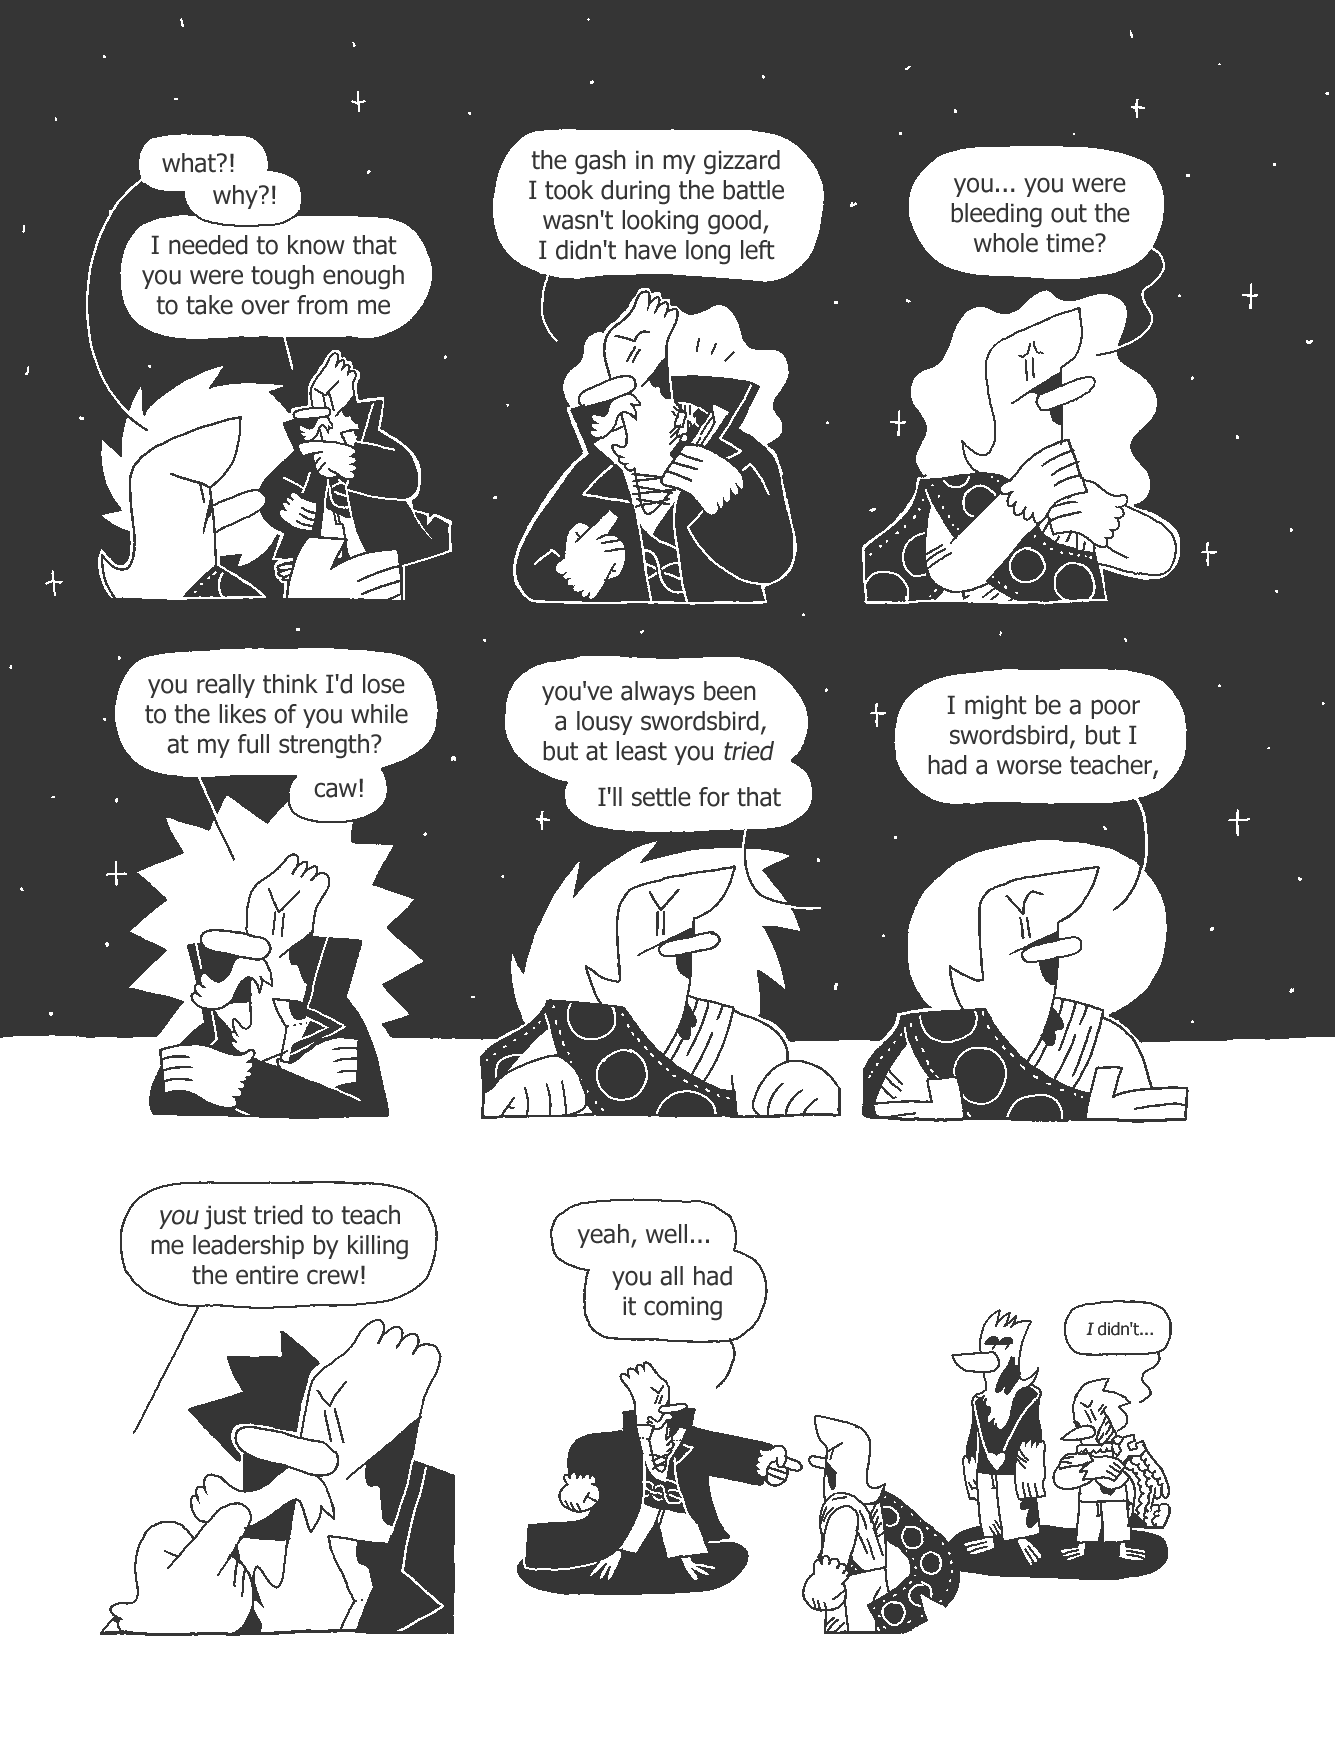 what?!
why?!
I needed to know that
you were tough enough
to take over from me
the gash in my gizzard
I took during the battle
wasn't looking good,
I didn't have long left
you... you were
bleeding out the
whole time?
you really think I'd lose
to the likes of you while
at my full strength?
caw!
you've always been
a lousy swordsbird,
but at least you tried
I'll settle for that
I might be a poor
swordsbird, but I
had a worse teacher,
you just tried to teach
me leadership by killing
the entire crew!
yeah, well...
you all had
it coming
I didn't...